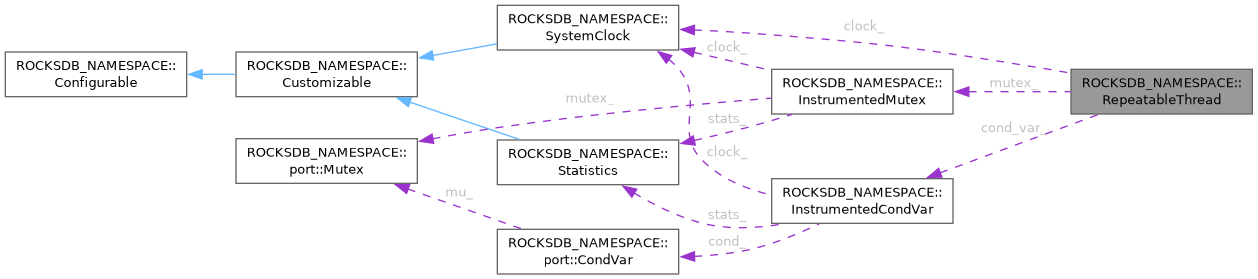 ROCKSDB_NAMESPACE::
SystemClock
clock_
ROCKSDB_NAMESPACE::
Configurable
ROCKSDB_NAMESPACE::
Customizable
clock_
ROCKSDB_NAMESPACE::
InstrumentedMutex
mutex_
ROCKSDB_NAMESPACE::
RepeatableThread
mutex_
stats_
cond_var_
ROCKSDB_NAMESPACE::
port::Mutex
ROCKSDB_NAMESPACE::
Statistics
clock_
mu_
ROCKSDB_NAMESPACE::
InstrumentedCondVar
stats_
cond_
ROCKSDB_NAMESPACE::
port::CondVar